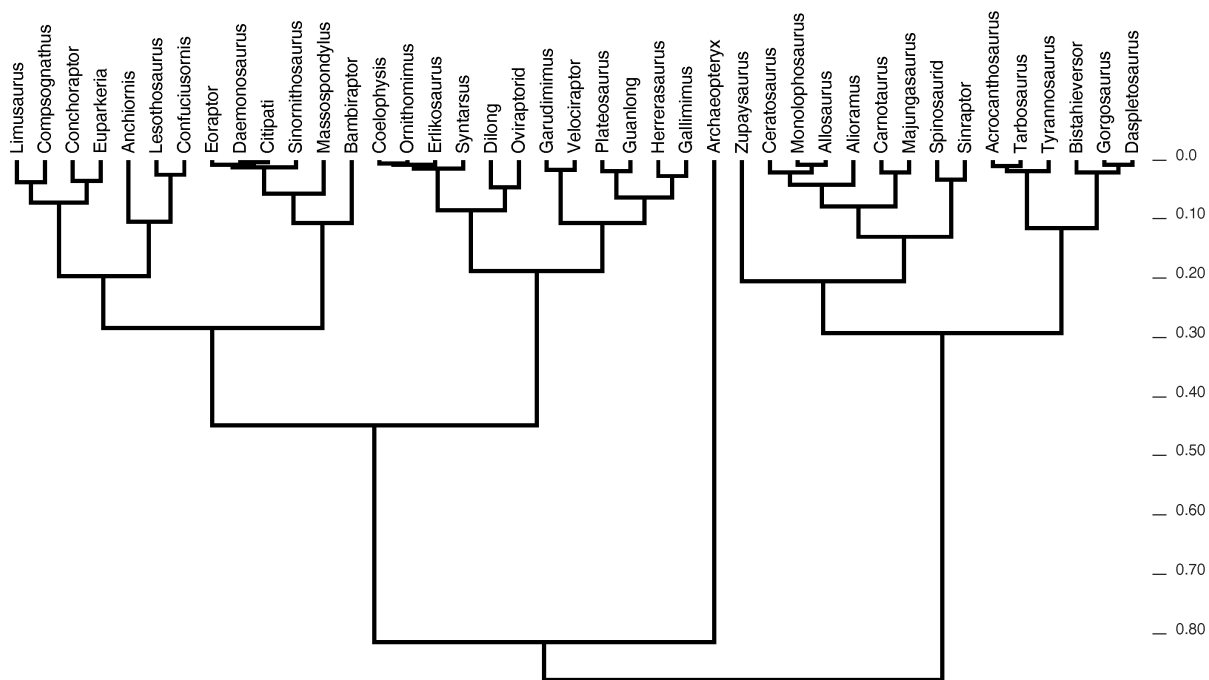 Limusaurus
Compsognathus
Conchoraptor
Euparkeria
Anchiornis
Lesothosaurus
Confuciusornis
Eoraptor
Daemonosaurus
Citipati
Sinornithosaurus
Massospondylus
Bambiraptor
Coelophysis
Ornithomimus
Erlikosaurus
Syntarsus
Dilong
Oviraptorid
Garudimimus
Velociraptor
Plateosaurus
Guanlong
Herrerasaurus
Gallimimus
Archaeopteryx
Zupaysaurus
Ceratosaurus
Monolophosaurus
Allosaurus
Alioramus
Carnotaurus
Majungasaurus
Spinosaurid
Sinraptor
Acrocanthosaurus
Tarbosaurus
Tyrannosaurus
Bistahieversor
Gorgosaurus
Daspletosaurus
0.0
0.10
0.20
0.30
0.40
0.50
0.60
0.70
0.80